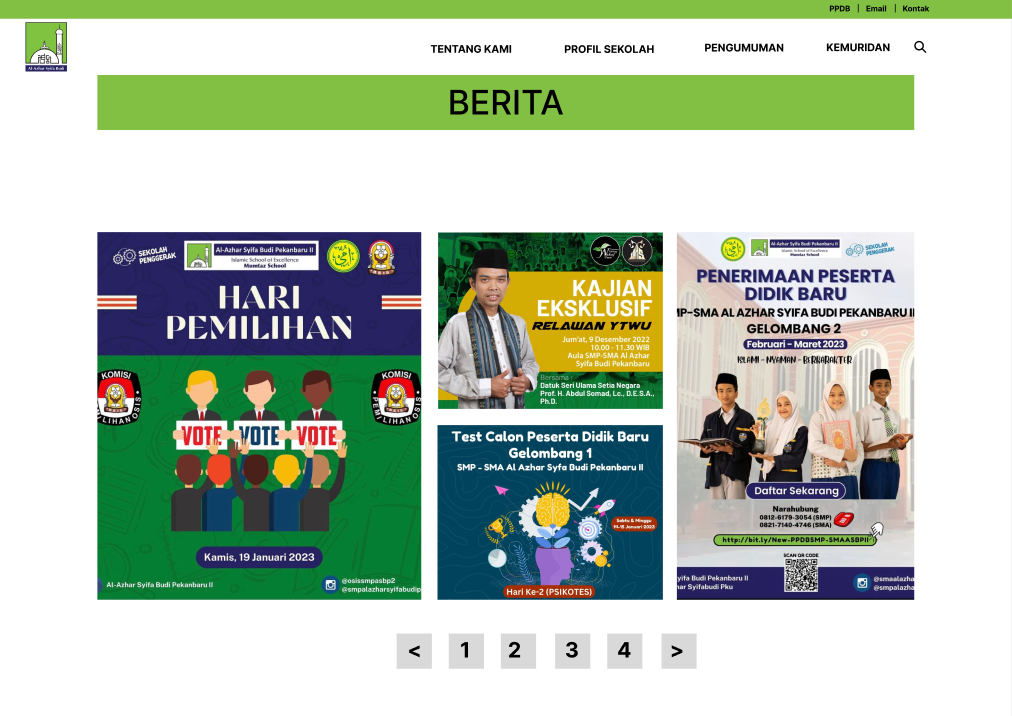 PPDB | Email | Kontak
Al-Azhar Syifa Budi
TENTANG KAMI
PROFIL SEKOLAH
PENGUMUMAN
KEMURIDAN
BERITA
SEKOLAH
PENGGERAK
Al-Azhar Syifa Budi Pekanbaru II
Islamic School of Excellence
Mumtaz School
HARI
PEMILIHAN
KOMISI
KOMISI
PEMILIHAN OSIS
VOTE VOTE VOTE
Kamis, 19 Januari 2023
Al-Azhar Syifa Budi Pekanbaru II
@osissmpasbp2
@smpalazharsyifabudip
KAJIAN
EKSKLUSIF
RELAWAN YTWU
Jum'at, 9 Desember 2022
10.00 - 11.30 WIB
Aula SMP-SMA Al Azhar
Syifa Budi Pekanbaru
Bersama :
Datuk Seri Ulama Setia Negara
Prof. H. Abdul Somad, Lc., D.E.S.A.,
Ph.D.
Test Calon Peserta Didik Baru
Gelombang 1
SMP - SMA Al Azhar Syfa Budi Pekanbaru II
Sabtu & Minggu
Januari 2023
Hari Ke-2 (PSIKOTES)
Al-Azhar Syifa Budi Pekanbaru II
Islamic School of Excellence
Mumtaz School
SEKOLAH
PENGGERAK
PENERIMAAN PESERTA
DIDIK BARU
MP-SMA AL AZHAR SYIFA BUDI PEKANBARU II
GELOMBANG 2
Februari - Maret 2023
ISLAMI - NYAMAN - BERKARAKTER
Daftar Sekarang
Narahubung
0812-6179-3054 (SMP)
0821-7140-4746 (SMA)
http://bit.ly/New-PPDBSMP-SMAASBPII
SCAN QR CODE
yifa Budi Pekanbaru II
har Syifabudi Pku
@smaalazha
@smpalazha
< 1 2 3 4 >